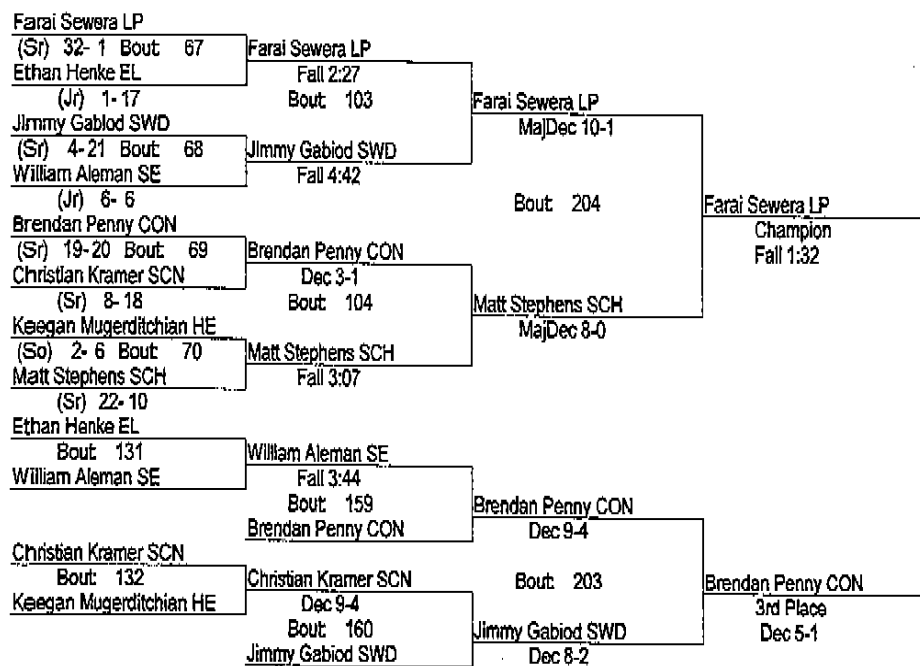 Farai Sewera LP
(Sr) 32- 1 Bout: 67
Ethan Henke EL
(Jr) 1- 17
Jimmy Gabiod SWD
(Sr) 4-21 Bout: 68
William Aleman SE
(Jr) 6- 6
Brendan Penny CON
(Sr) 19-20 Bout: 69
Christian Kramer SCN
(Sr) 8- 18
Keegan Mugerditchian HE
(So) 2- 6 Bout: 70
Matt Stephens SCH
(Sr) 22- 10
Farai Sewera LP
Fall 2:27
Bout: 103
Jimmy Gabiod SWD
Fall 4:42
Brendan Penny CON
Dec 3-1
Bout: 104
Matt Stephens SCH
Fall 3:07
Farai Sewera LP
MajDec 10-1
Bout: 204
Matt Stephens SCH
MajDec 8-0
Farai Sewera LP
Champion
Fall 1:32
Ethan Henke EL
Bout: 131
William Aleman SE
Christian Kramer SCN
Bout: 132
Keegan Mugerditchian HE
William Aleman SE
Fall 3:44
Bout: 159
Brendan Penny CON
Christian Kramer SCN
Dec 9-4
Bout: 160
Jimmy Gabiod SWD
Brendan Penny CON
Dec 9-4
Bout: 203
Jimmy Gabiod SWD
Dec 8-2
Brendan Penny CON
3rd Place
Dec 5-1